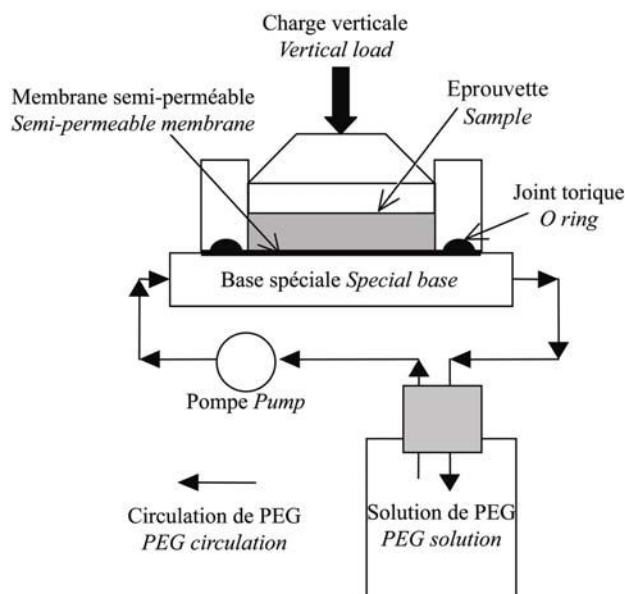 Charge verticale
Vertical load
Membrane semi-perméable
Semi-permeable membrane
Eprouvette
Sample
Joint torique
O ring
Base spéciale Special base
Pompe Pump
Circulation de PEG
PEG circulation
Solution de PEG
PEG solution